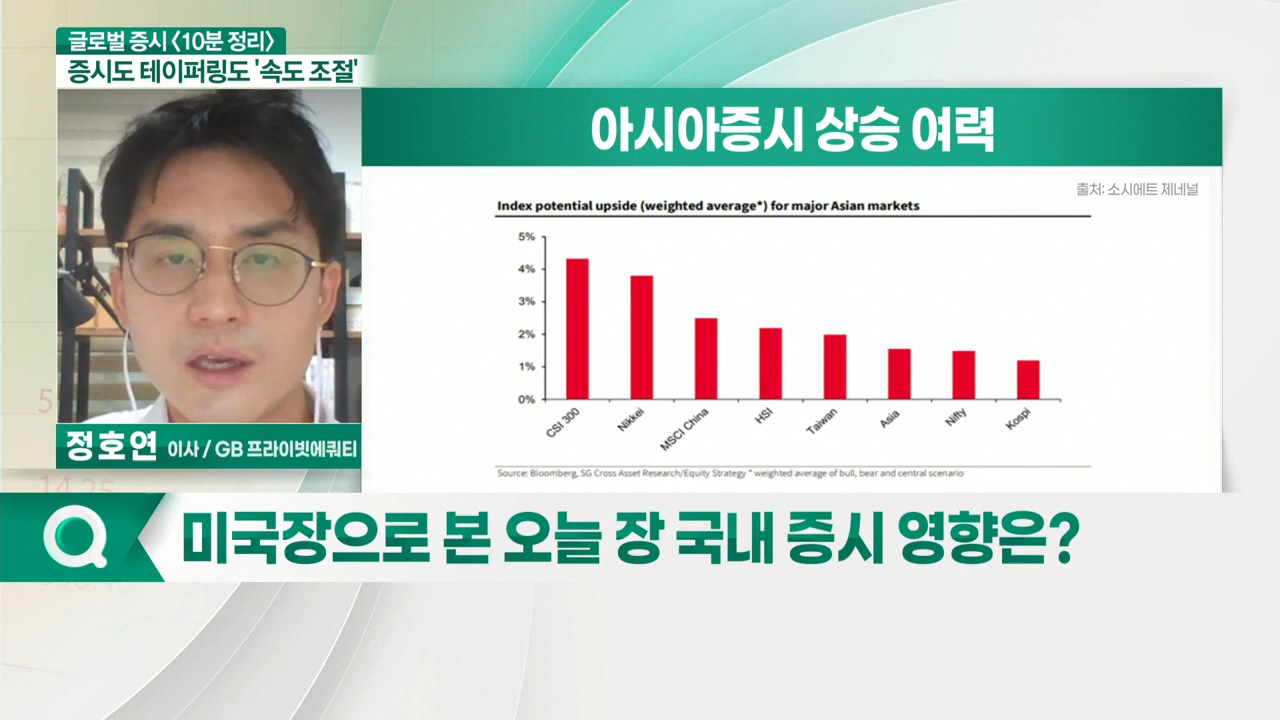 글로벌 증시 <10분 정리>
증시도 테이퍼링도 '속도 조절'
아시아증시 상승 여력
출처: 소시에트 제네널
Index potential upside (weighted average*) for major Asian markets
5%
4%
3%
2%
1%
0%
CSI 300
Nikkei
MSCI China
HSI
Taiwan
Asia
Nifty
Kospi
Source: Bloomberg, SG Cross Asset Research/Equity Strategy * weighted average of bull, bear and central scenario
정호연 이사 / GB 프라이빗에쿼티
미국장으로 본 오늘 장 국내 증시 영향은?